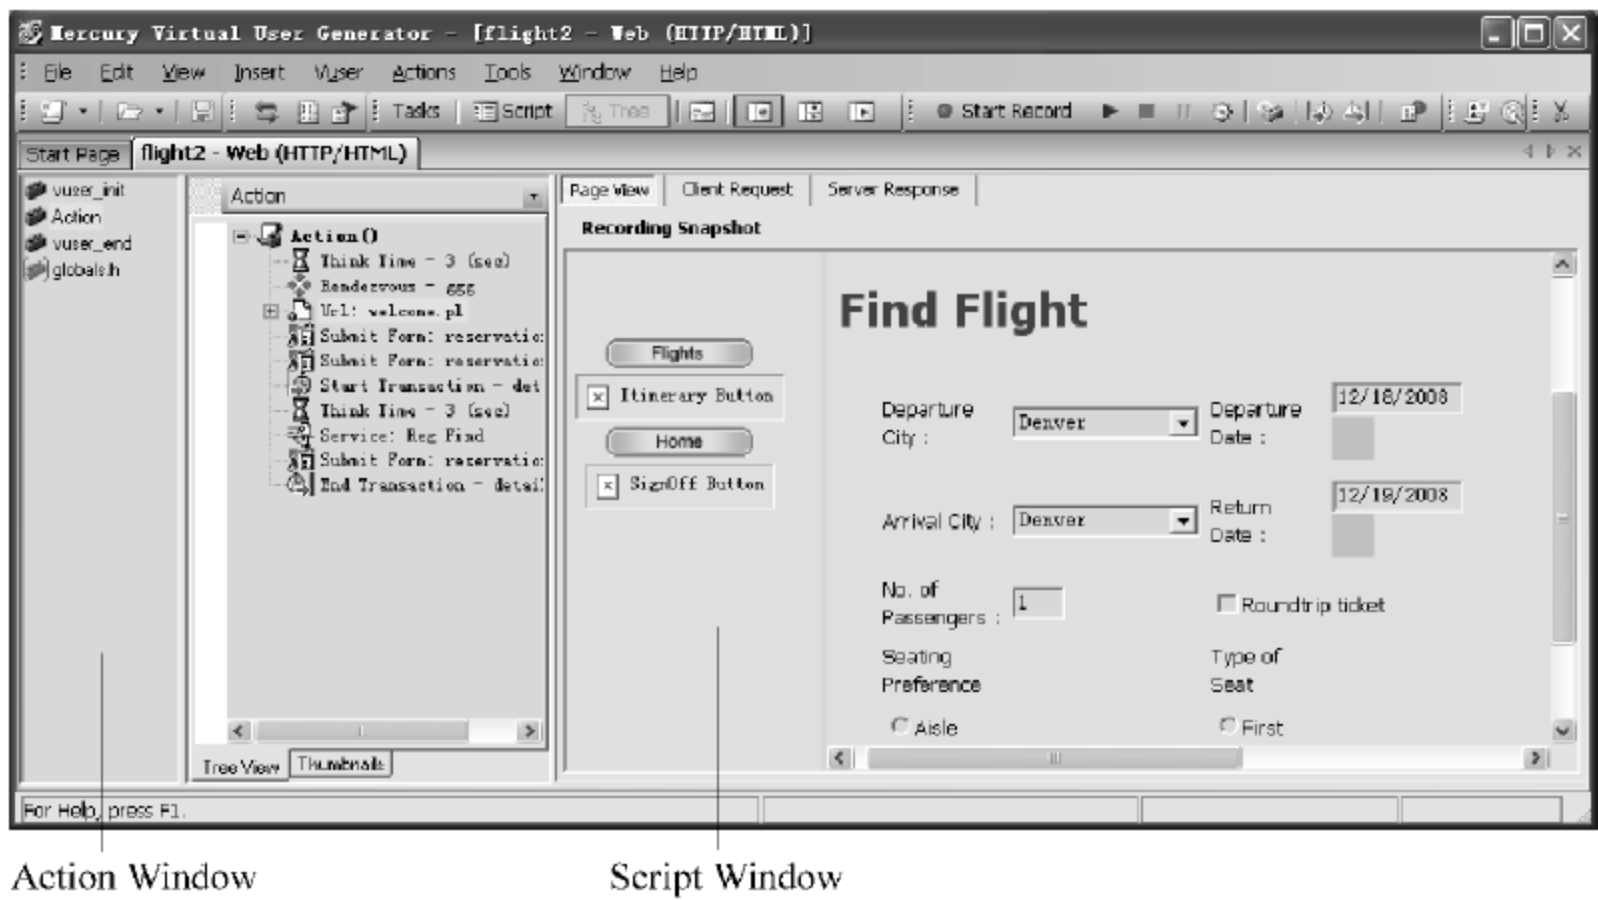 Mercury Virtual User Generator - [flight2 - Web (HTTP/HTML)]
File Edit View Insert Vuser Actions Tools Window Help
Tasks Script Tree Start Record
Start Page flight2 - Web (HTTP/HTML)
vuser_init
Action
vuser_end
globals.h
Action
Action()
Think Time - 3 (sec)
Rendezvous - ggg
Url: welcome.pl
Submit Form: reservatio
Submit Form: reservatio
Start Transaction - det
Think Time - 3 (sec)
Service: Reg Find
Submit Form: reservatio
End Transaction - detai
Tree View Thumbnails
Page View Client Request Server Response
Recording Snapshot
Flights
Itinerary Button
Home
SignOff Button
Find Flight
Departure
City :
Denver
Departure
Date :
12/18/2008
Arrival City :
Denver
Return
Date :
12/19/2008
No. of
Passengers :
1
Roundtrip ticket
Seating
Preference
Type of
Seat
Aisle
First
For Help, press F1.
Action Window
Script Window